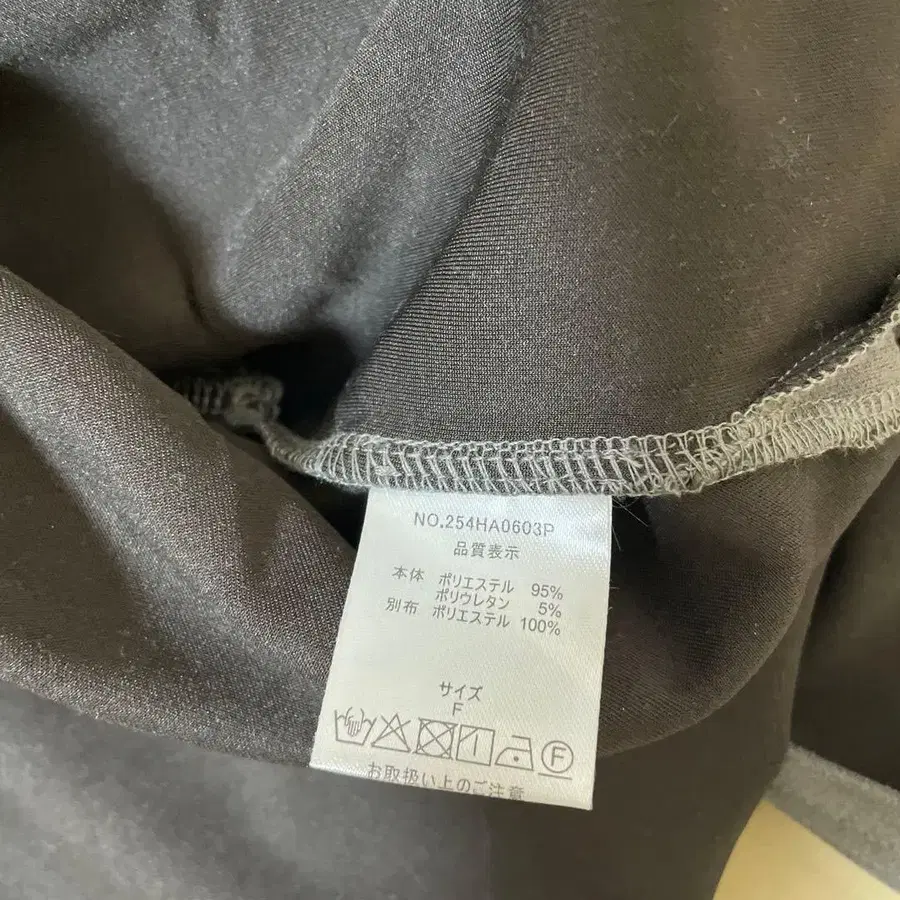 NO.254HA0603P
品質表示
本体 ポリエステル 95%
ポリウレタン 5%
別布 ポリエステル 100%
サイズ
F
F
お取扱い上のご注意